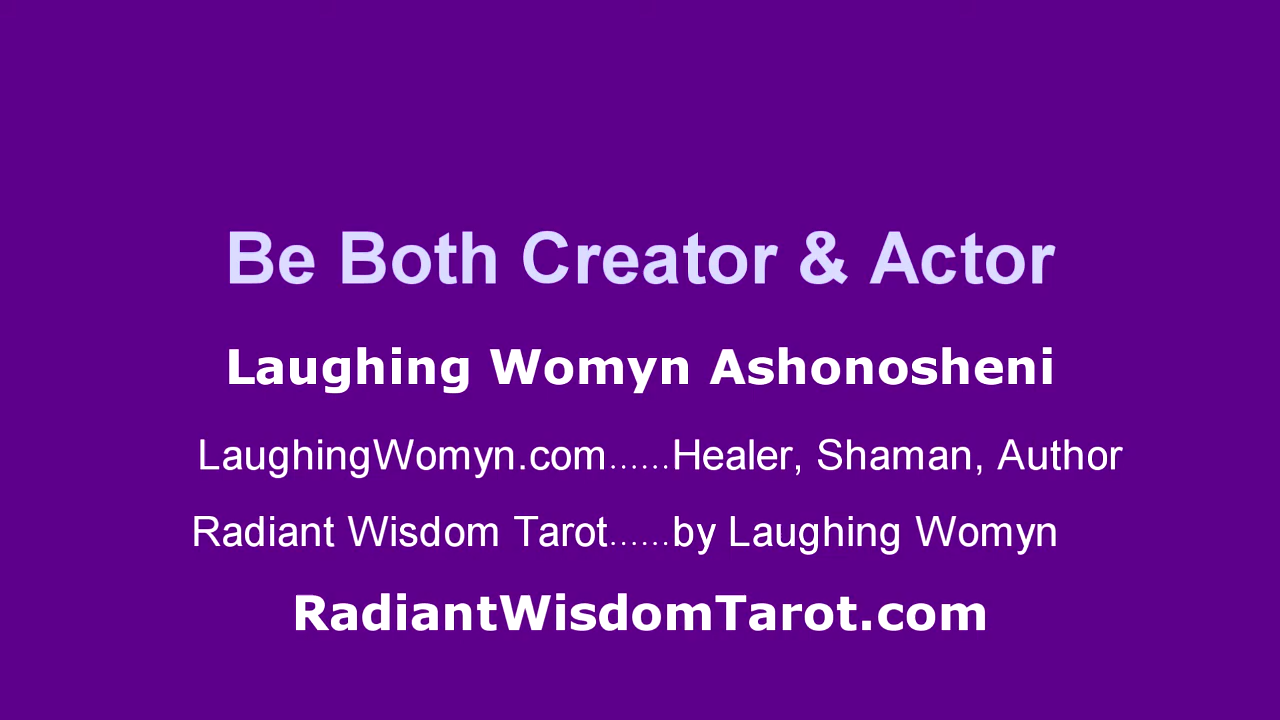 Be Both Creator & Actor
Laughing Womyn Ashonosheni
LaughingWomyn.com......Healer, Shaman, Author
Radiant Wisdom Tarot......by Laughing Womyn
RadiantWisdomTarot.com